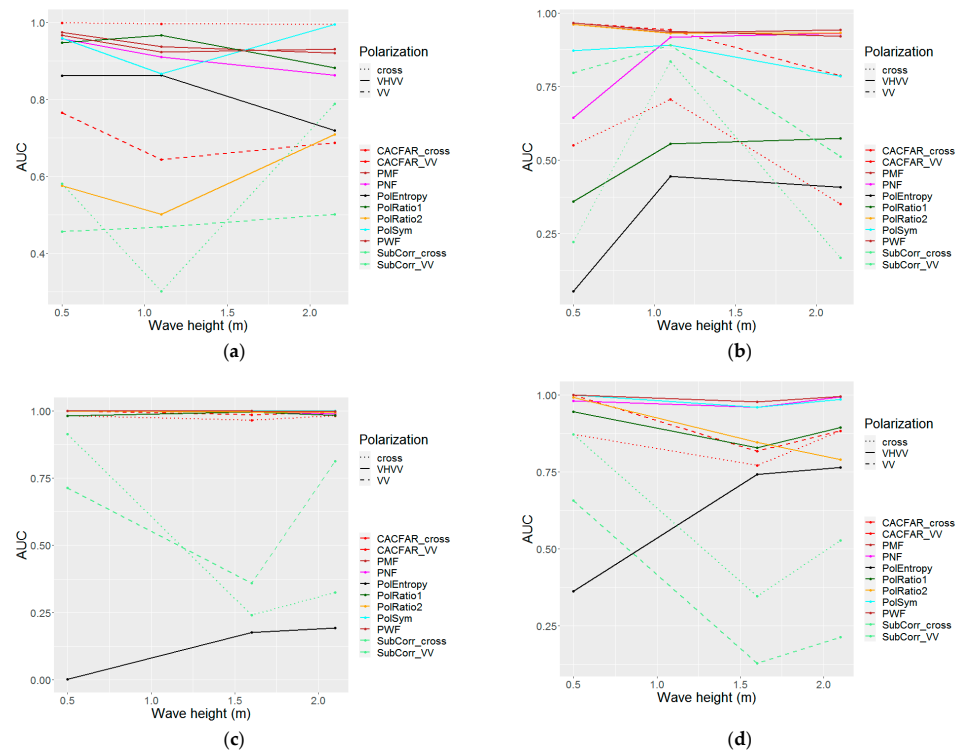 1.0
0.8
0.6
0.4
AUC
0.5
1.0
1.5
2.0
Wave height (m)
Polarization
cross
VHVV
VV
CACFAR_cross
CACFAR_VV
PMF
PNF
PolEntropy
PolRatio1
PolRatio2
PolSym
PWF
SubCorr_cross
SubCorr_VV
(a)
1.00
0.75
0.50
0.25
AUC
0.5
1.0
1.5
2.0
Wave height (m)
Polarization
cross
VHVV
VV
CACFAR_cross
CACFAR_VV
PMF
PNF
PolEntropy
PolRatio1
PolRatio2
PolSym
PWF
SubCorr_cross
SubCorr_VV
(b)
1.00
0.75
0.50
0.25
0.00
AUC
0.5
1.0
1.5
2.0
Wave height (m)
Polarization
cross
VHVV
VV
CACFAR_cross
CACFAR_VV
PMF
PNF
PolEntropy
PolRatio1
PolRatio2
PolSym
PWF
SubCorr_cross
SubCorr_VV
(c)
1.00
0.75
0.50
0.25
AUC
0.5
1.0
1.5
2.0
Wave height (m)
Polarization
cross
VHVV
VV
CACFAR_cross
CACFAR_VV
PMF
PNF
PolEntropy
PolRatio1
PolRatio2
PolSym
PWF
SubCorr_cross
SubCorr_VV
(d)